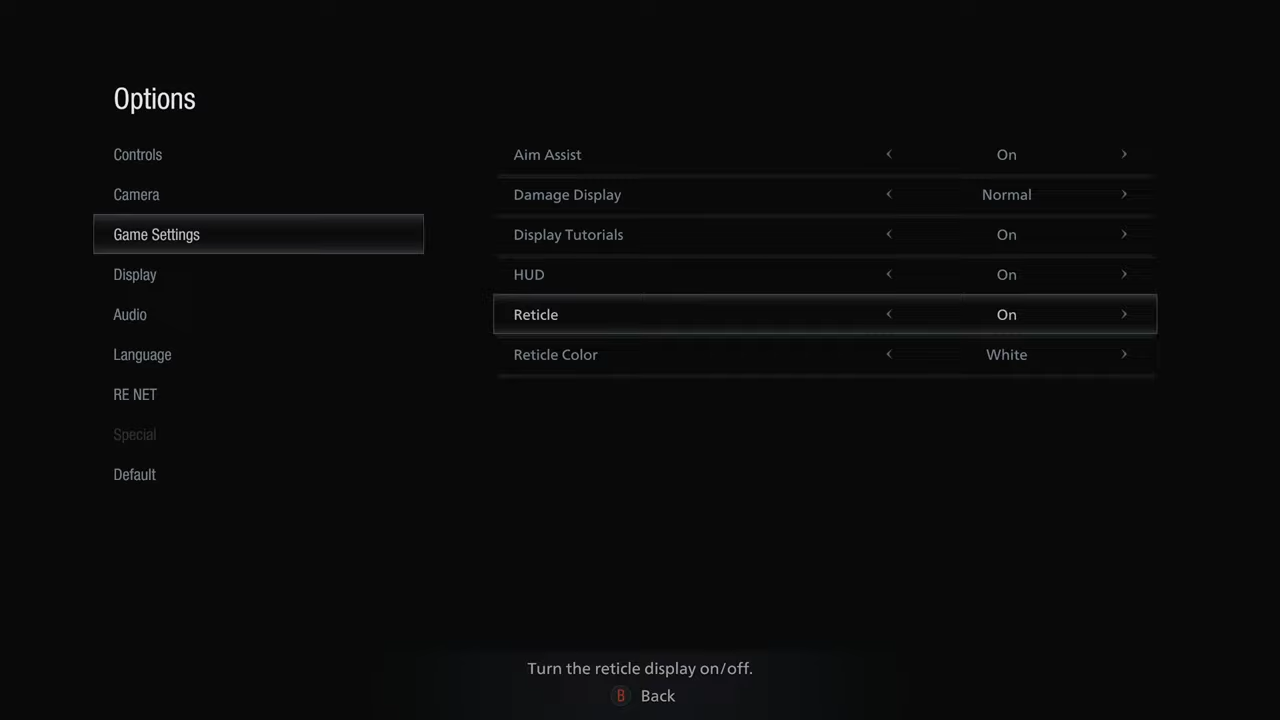 Options
Controls
Camera
Game Settings
Display
Audio
Language
RE NET
Special
Default
Aim Assist On
Damage Display Normal
Display Tutorials On
HUD On
Reticle On
Reticle Color White
Turn the reticle display on/off.
B Back